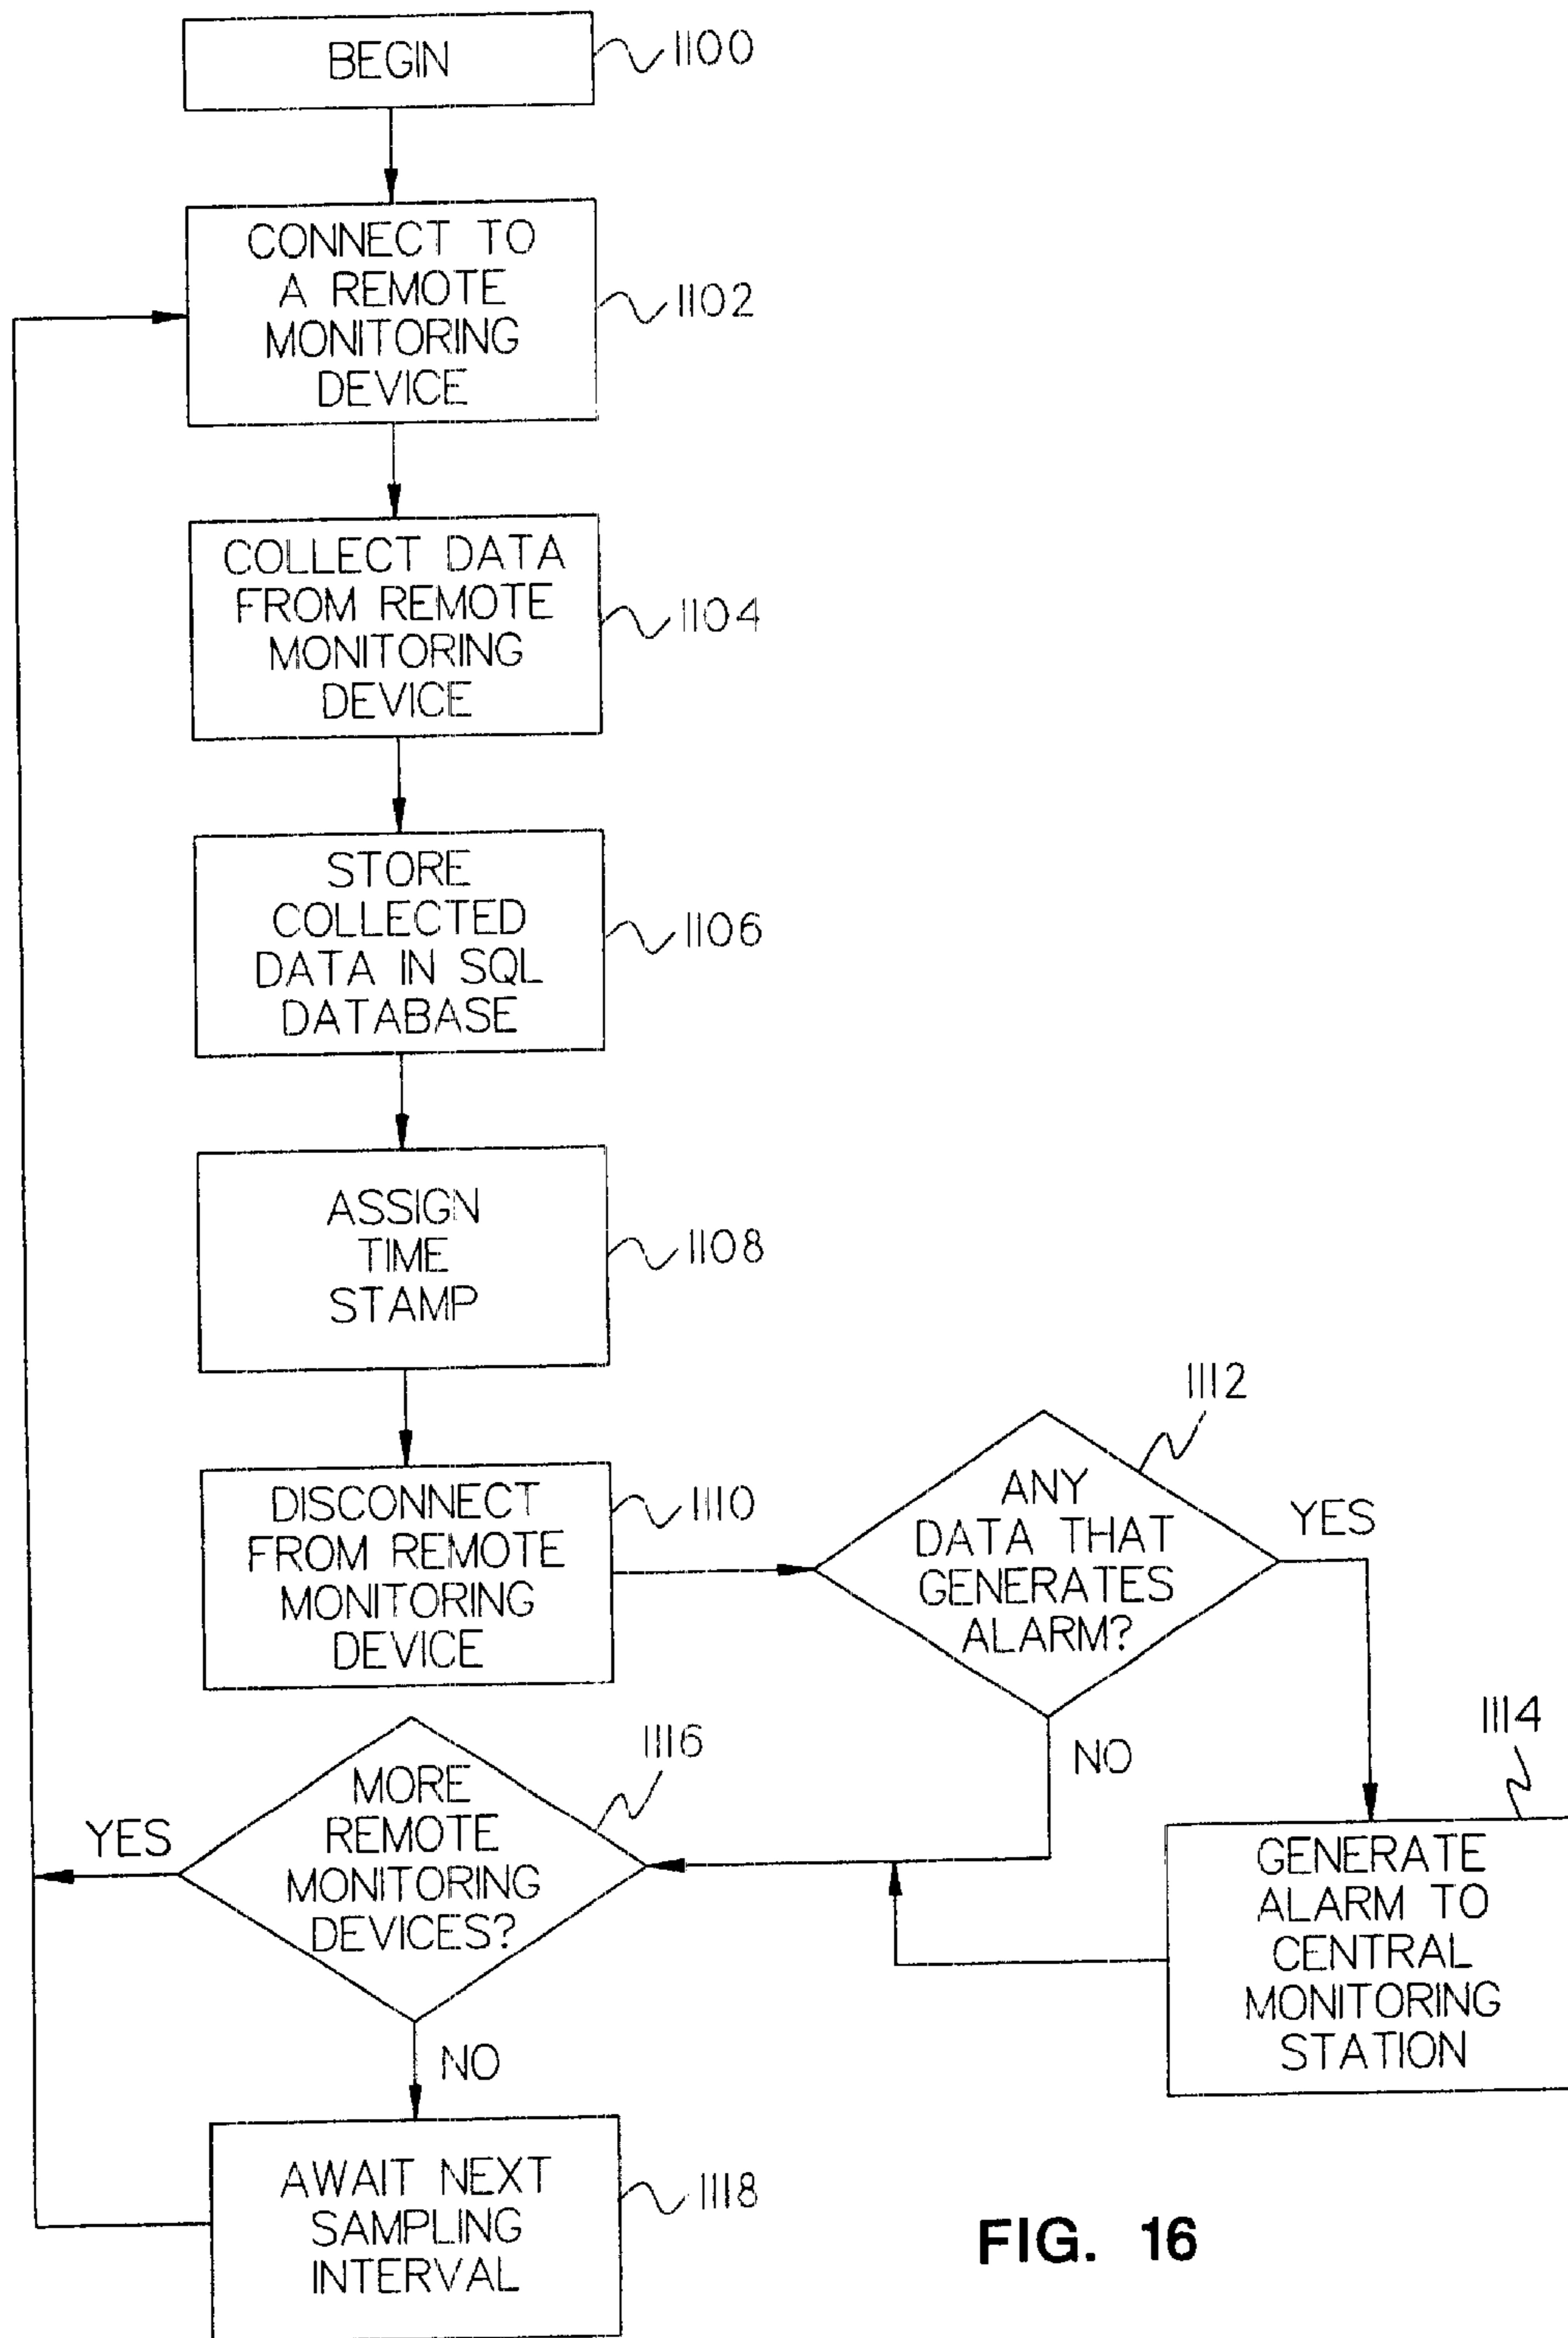 BEGIN
1100
CONNECT TO
A REMOTE
MONITORING
DEVICE
1102
COLLECT DATA
FROM REMOTE
MONITORING
DEVICE
1104
STORE
COLLECTED
DATA IN SQL
DATABASE
1106
ASSIGN
TIME
STAMP
1108
DISCONNECT
FROM REMOTE
MONITORING
DEVICE
1110
ANY
DATA THAT
GENERATES
ALARM?
1112
YES
NO
GENERATE
ALARM TO
CENTRAL
MONITORING
STATION
1114
MORE
REMOTE
MONITORING
DEVICES?
1116
YES
NO
AWAIT NEXT
SAMPLING
INTERVAL
1118
FIG. 16